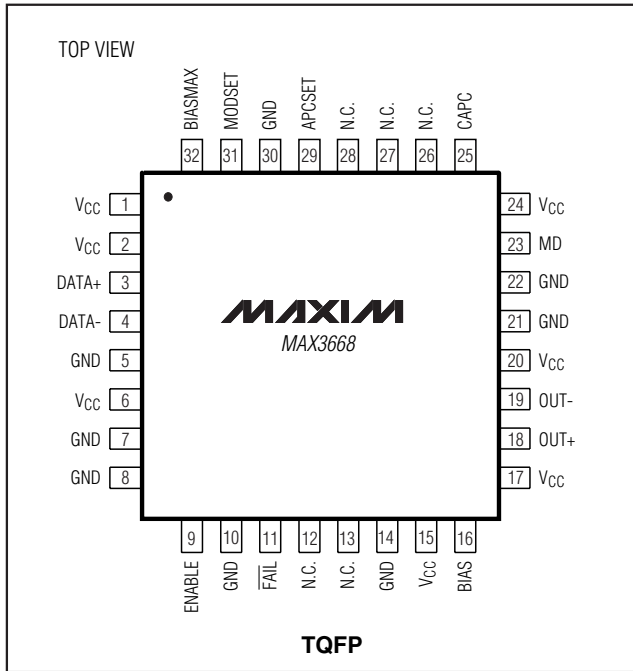 TOP VIEW
BIASMAX MODSET GND APCSET N.C. N.C. N.C. CAPC
32 31 30 29 28 27 26 25
VCC 1 24 VCC
VCC 2 23 MD
DATA+ 3 22 GND
DATA- 4 21 GND
MAXIM
MAX3668
GND 5 20 VCC
VCC 6 19 OUT-
GND 7 18 OUT+
GND 8 17 VCC
9 10 11 12 13 14 15 16
ENABLE GND FAIL N.C. N.C. GND VCC BIAS
TQFP